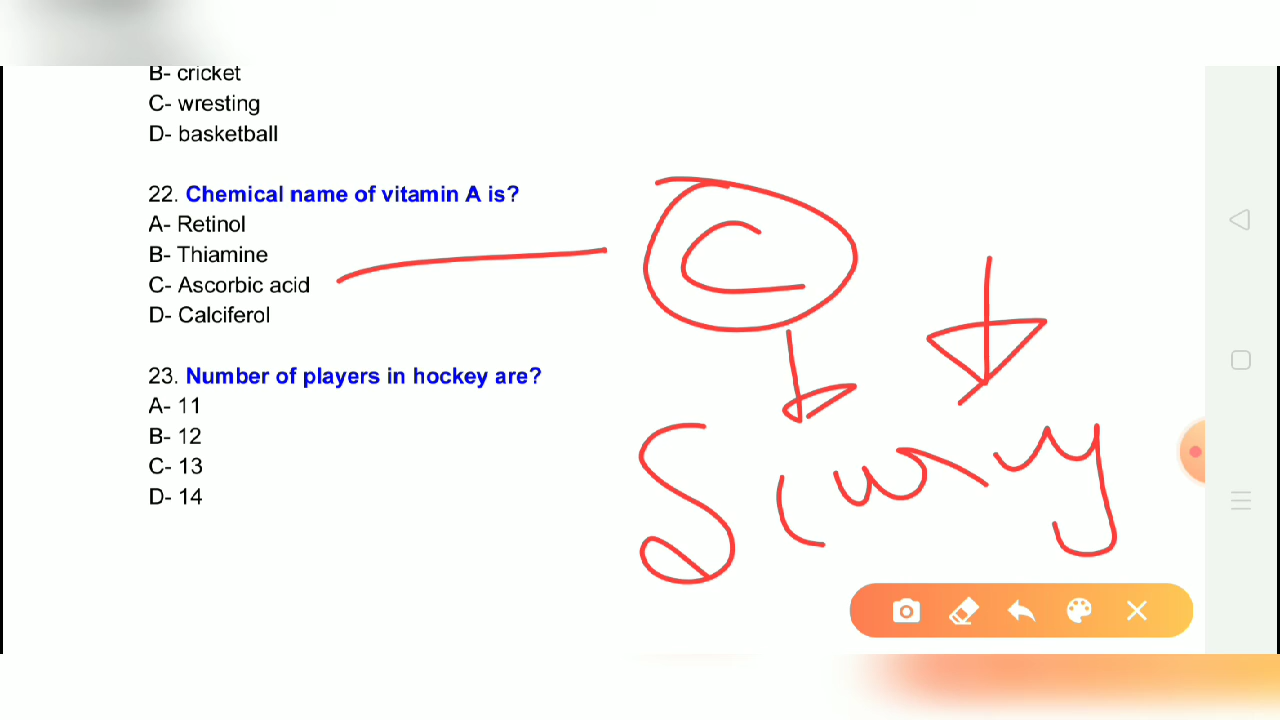 B- cricket
C- wresting
D- basketball
22. Chemical name of vitamin A is?
A- Retinol
B- Thiamine
C- Ascorbic acid
D- Calciferol
23. Number of players in hockey are?
A- 11
B- 12
C- 13
D- 14
C
Scurvy